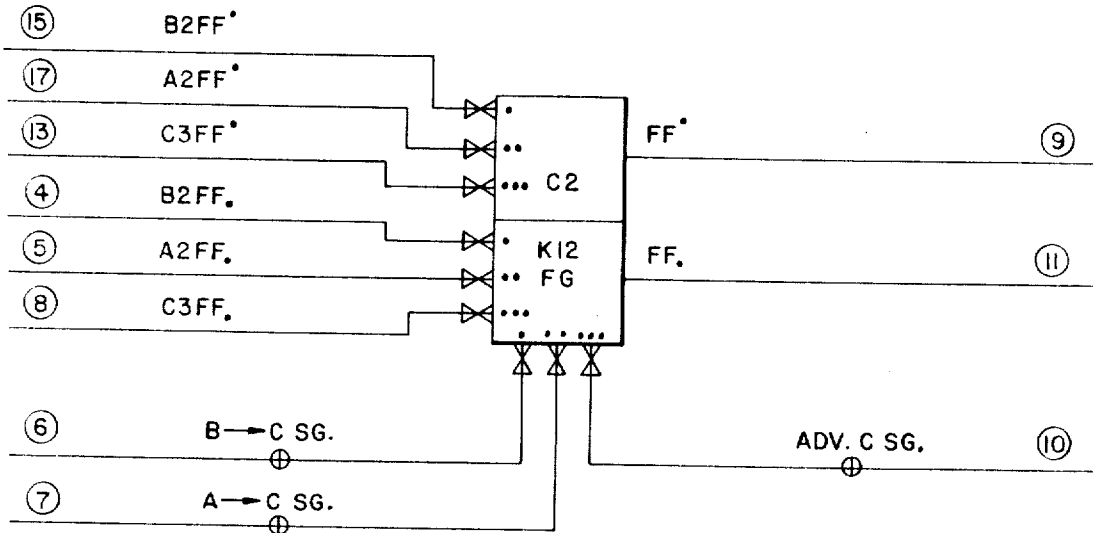 15 B2FF•
17 A2FF•
13 C3FF•
4 B2FF.
5 A2FF.
8 C3FF.
C2
K12
FG
FF•
9
FF.
11
6 B→C SG.
7 A→C SG.
ADV. C SG. 10